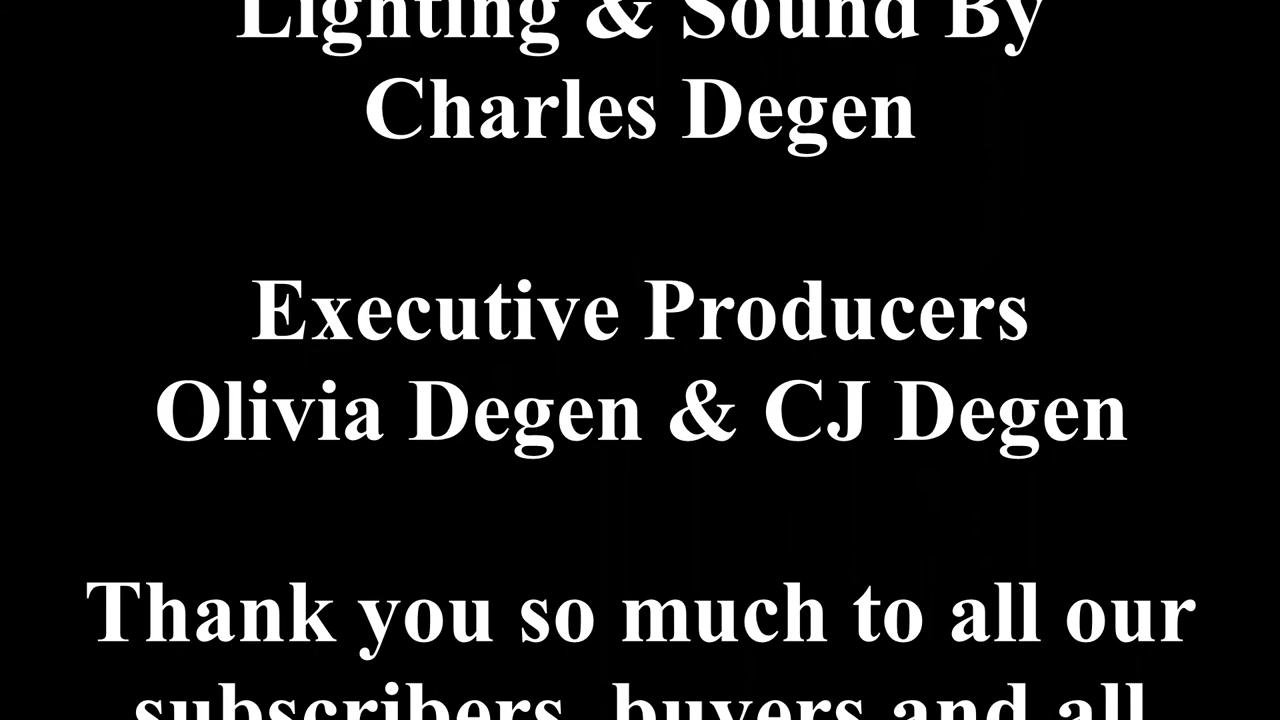 Lighting & Sound By
Charles Degen
Executive Producers
Olivia Degen & CJ Degen
Thank you so much to all our
subscribers, buyers and all